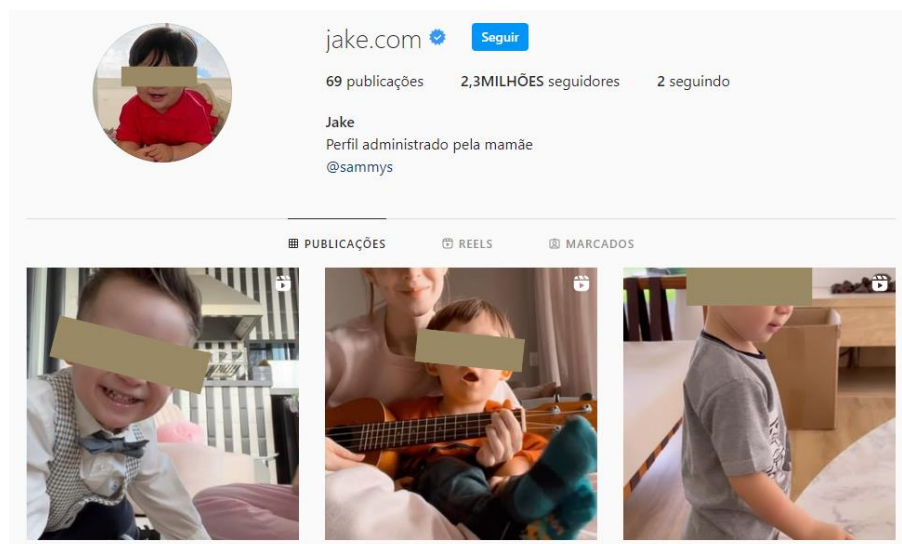 jake.com
Seguir
69 publicações 2,3MILHÕES seguidores 2 seguindo
Jake
Perfil administrado pela mamãe
@sammys
PUBLICAÇÕES REELS MARCADOS